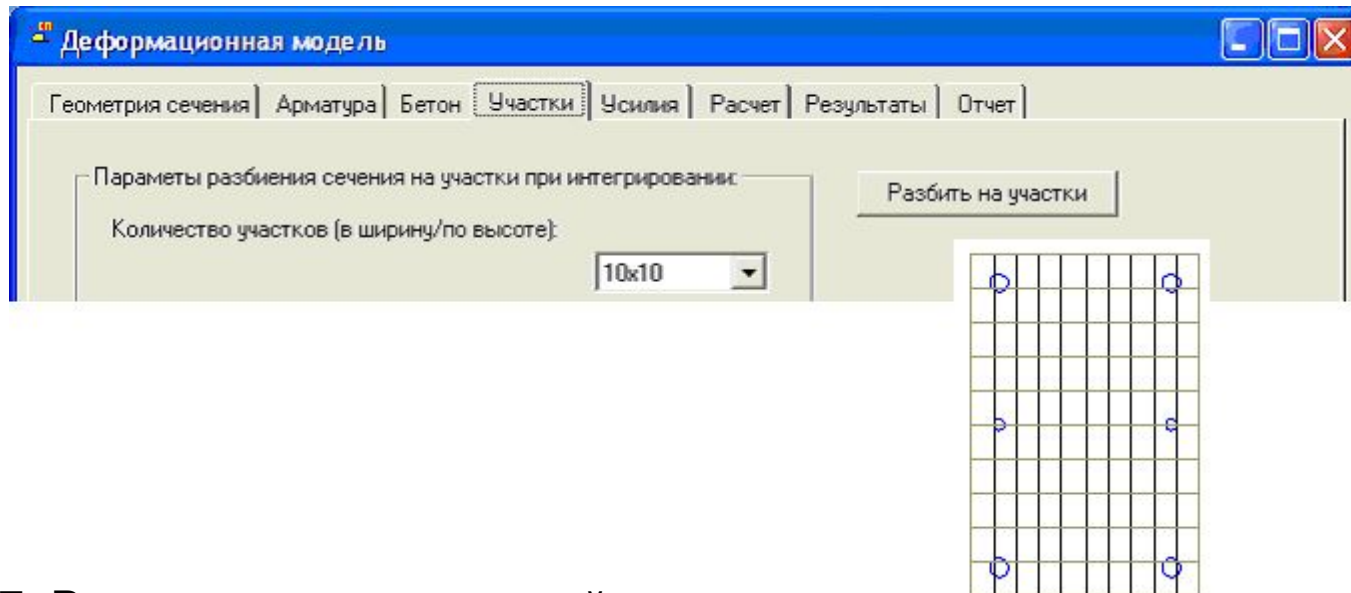 Деформационная модель
Геометрия сечения Арматура Бетон Участки Усилия Расчет Результаты Отчет
Параметы разбиения сечения на участки при интегрировании:
Разбить на участки
Количество участков (в ширину/по высоте):
10x10